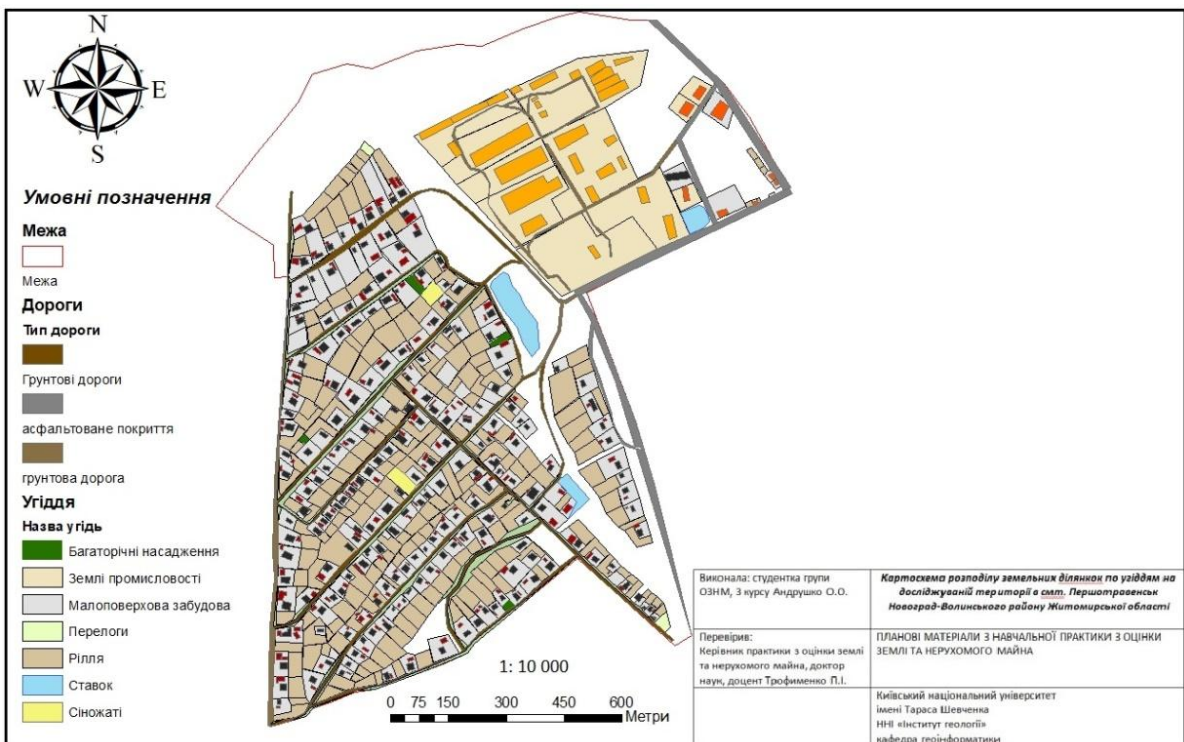 N
W
E
S
Умовні позначення
Межа
Межа
Дороги
Тип дороги
Грунтові дороги
асфальтоване покриття
грунтова дорога
Угіддя
Назва угідь
Багаторічні насадження
Землі промисловості
Малоповерхова забудова
Перелоги
Рілля
Ставок
Сіножаті
1: 10 000
0 75 150 300 450 600
Метри
Виконала: студентка групи
ОЗНМ, 3 курсу Андрушко О.О.
Картосхема розподілу земельних ділянкок по угіддям на
досліджуваній території в смт. Першотравенськ
Новоград-Волинського району Житомирської області
Перевірив:
Керівник практики з оцінки землі
та нерухомого майна, доктор
наук, доцент Трофименко П.І.
ПЛАНОВІ МАТЕРІАЛИ З НАВЧАЛЬНОЇ ПРАКТИКИ З ОЦІНКИ
ЗЕМЛІ ТА НЕРУХОМОГО МАЙНА
Київський національний університет
імені Тараса Шевченка
ННІ «Інститут геології»
кафедра геоінформатики